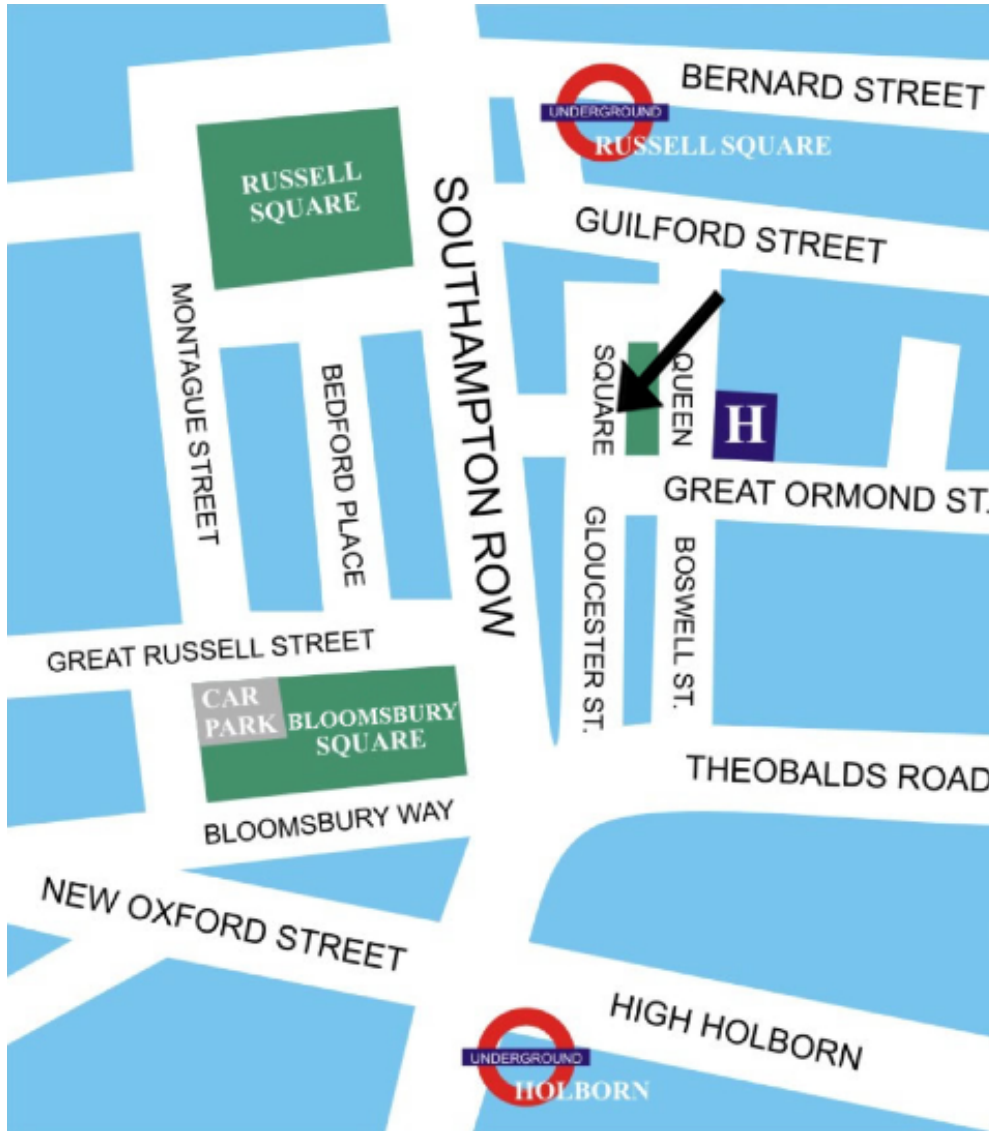 BERNARD STREET
UNDERGROUND
RUSSELL SQUARE
RUSSELL
SQUARE
SOUTHAMPTON ROW
GUILFORD STREET
MONTAGUE STREET
BEDFORD PLACE
SQUARE
QUEEN
H
GREAT ORMOND ST.
GLOUCESTER ST.
BOSWELL ST.
GREAT RUSSELL STREET
CAR
PARK
BLOOMSBURY
SQUARE
THEOBALDS ROAD
BLOOMSBURY WAY
NEW OXFORD STREET
HIGH HOLBORN
UNDERGROUND
HOLBORN